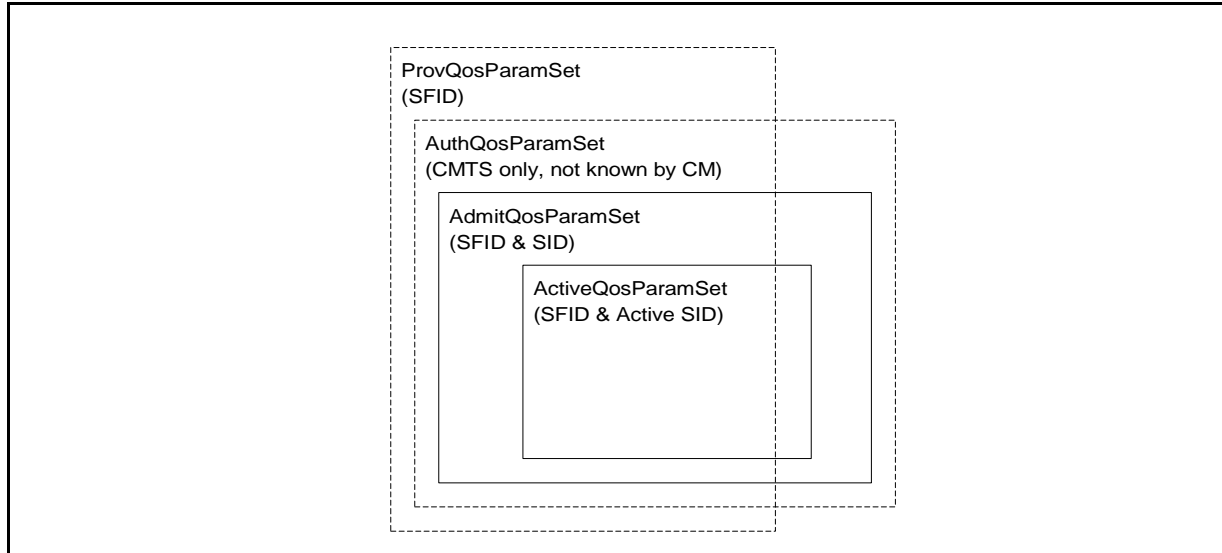 ProvQosParamSet
(SFID)
AuthQosParamSet
(CMTS only, not known by CM)
AdmitQosParamSet
(SFID & SID)
ActiveQosParamSet
(SFID & Active SID)